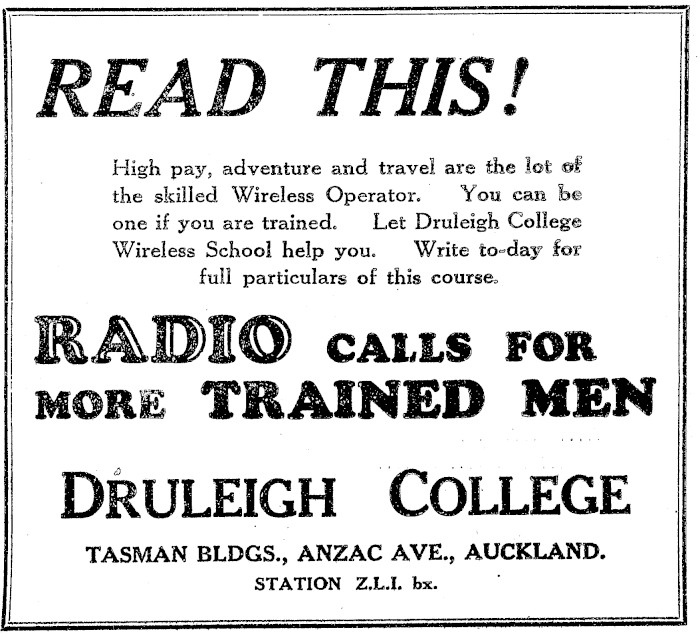 READ THIS!
High pay, adventure and travel are the lot of
the skilled Wireless Operator. You can be
one if you are trained. Let Druleigh College
Wireless School help you. Write to-day for
full particulars of this course.
RADIO CALLS FOR
MORE TRAINED MEN
DRULEIGH COLLEGE
TASMAN BLDGS., ANZAC AVE., AUCKLAND.
STATION Z.L.I. bx.